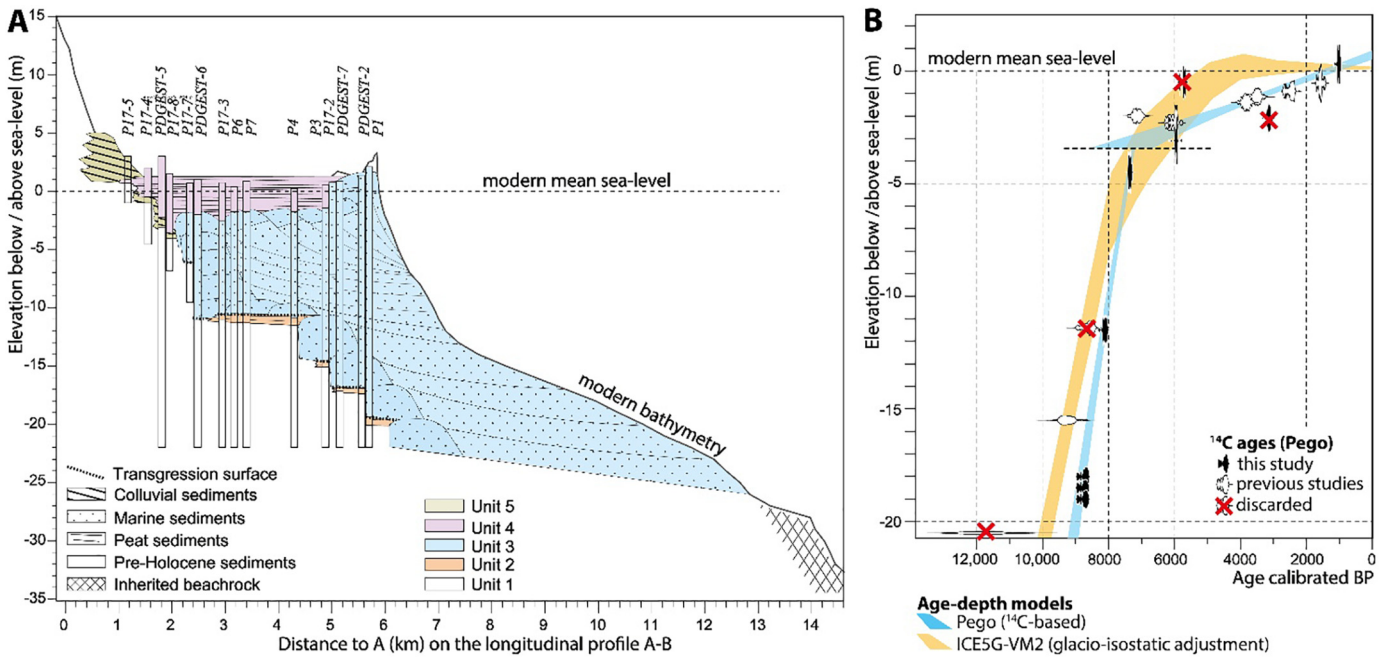 A
Elevation below / above sea-level (m)
15
10
5
0
-5
-10
-15
-20
-25
-30
-35
P17-5
P17-4
PDGEST-5
P17-6
P17-7
PDGEST-6
P17-3
P6
P7
P4
P3
P17-2
PDGEST-7
PDGEST-2
P1
modern mean sea-level
modern bathymetry
Transgression surface
Colluvial sediments
Marine sediments
Peat sediments
Pre-Holocene sediments
Inherited beachrock
Unit 5
Unit 4
Unit 3
Unit 2
Unit 1
0 1 2 3 4 5 6 7 8 9 10 11 12 13 14
Distance to A (km) on the longitudinal profile A-B
B
Elevation below /above sea-level (m)
modern mean sea-level
0
-5
-10
-15
-20
14C ages (Pego)
this study
previous studies
discarded
12,000 10,000 8000 6000 4000 2000 0
Age calibrated BP
Age-depth models
Pego (14C-based)
ICE5G-VM2 (glacio-isostatic adjustment)